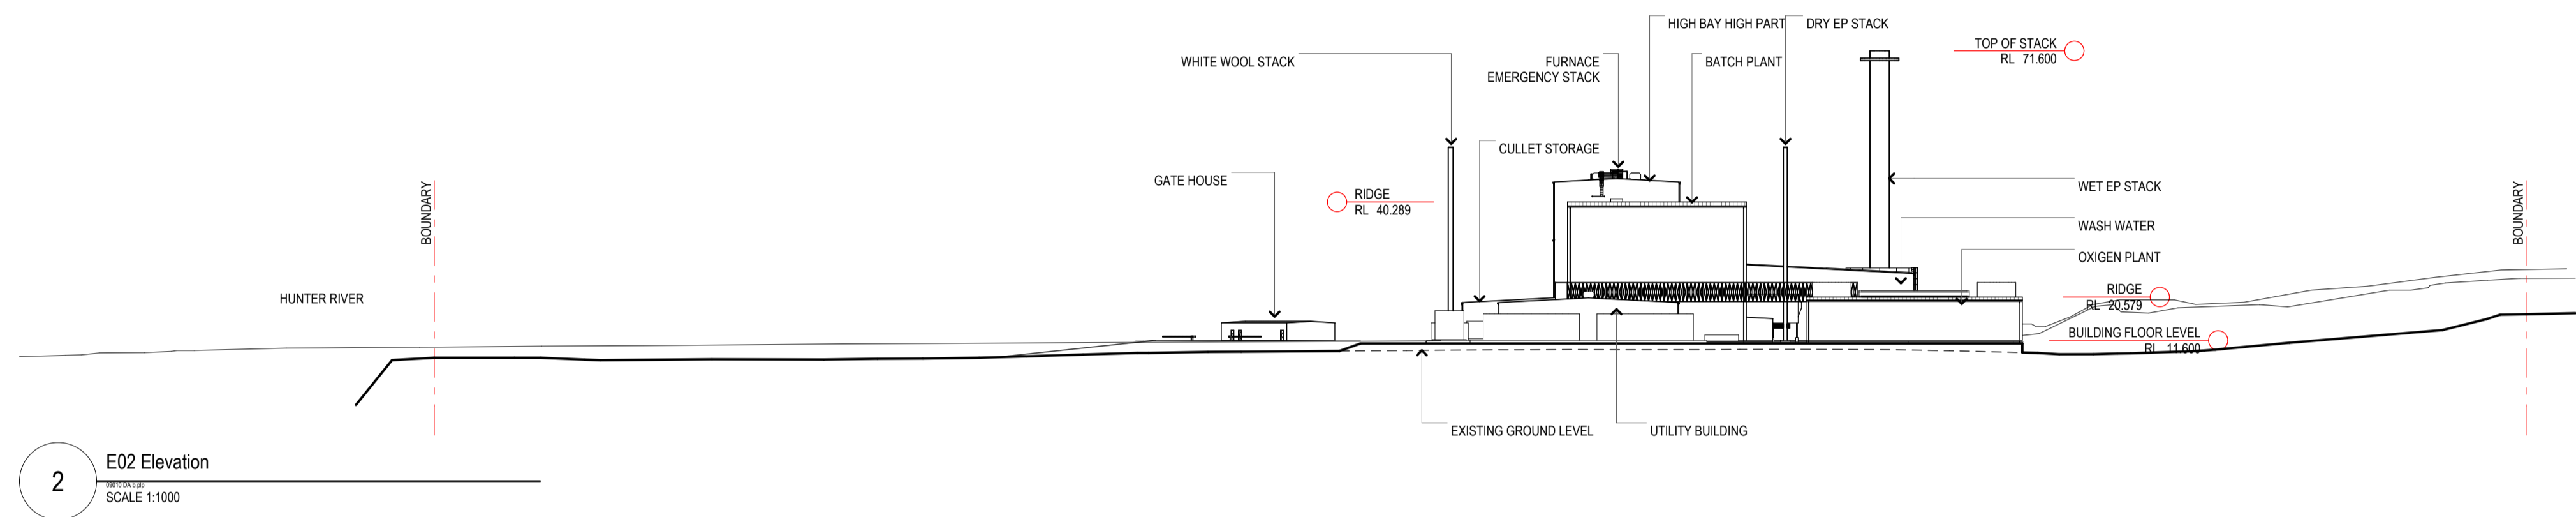 HIGH BAY HIGH PART
DRY EP STACK
WHITE WOOL STACK
FURNACE
EMERGENCY STACK
BATCH PLANT
TOP OF STACK
RL 71.600
CULLET STORAGE
GATE HOUSE
RIDGE
RL 40.289
WET EP STACK
BOUNDARY
BOUNDARY
WASH WATER
OXIGEN PLANT
HUNTER RIVER
RIDGE
RL 20.579
BUILDING FLOOR LEVEL
RL 11.600
EXISTING GROUND LEVEL
UTILITY BUILDING
2
E02 Elevation
09010 DA b.plp
SCALE 1:1000